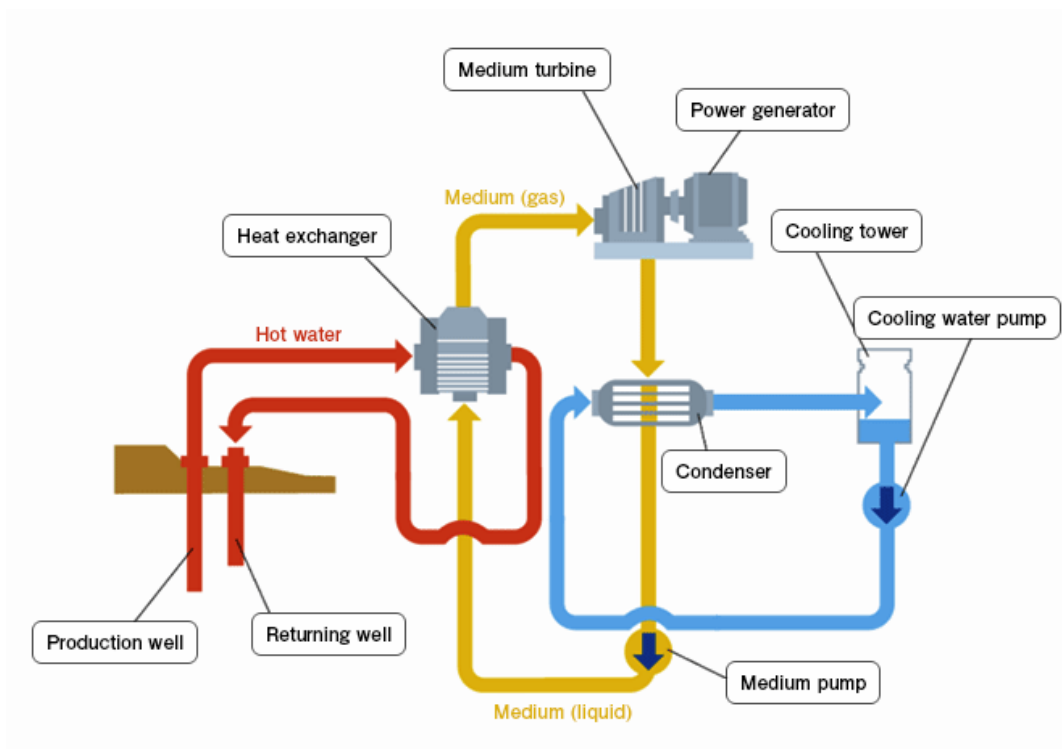 Medium turbine
Power generator
Medium (gas)
Heat exchanger
Cooling tower
Hot water
Cooling water pump
Condenser
Production well
Returning well
Medium pump
Medium (liquid)